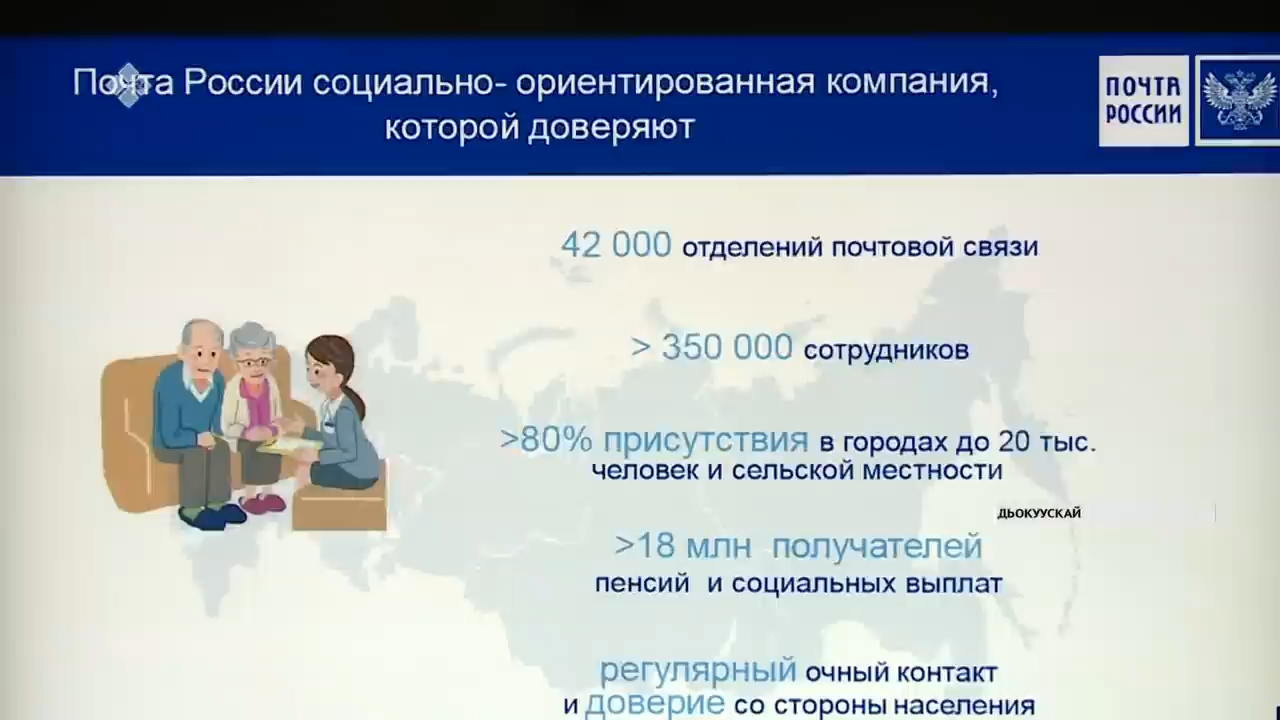 Почта России социально- ориентированная компания,
которой доверяют
ПОЧТА
РОССИИ
42 000 отделений почтовой связи
> 350 000 сотрудников
>80% присутствия в городах до 20 тыс.
человек и сельской местности
ДЬОКУУСКАЙ
>18 млн получателей
пенсий и социальных выплат
регулярный очный контакт
и доверие со стороны населения